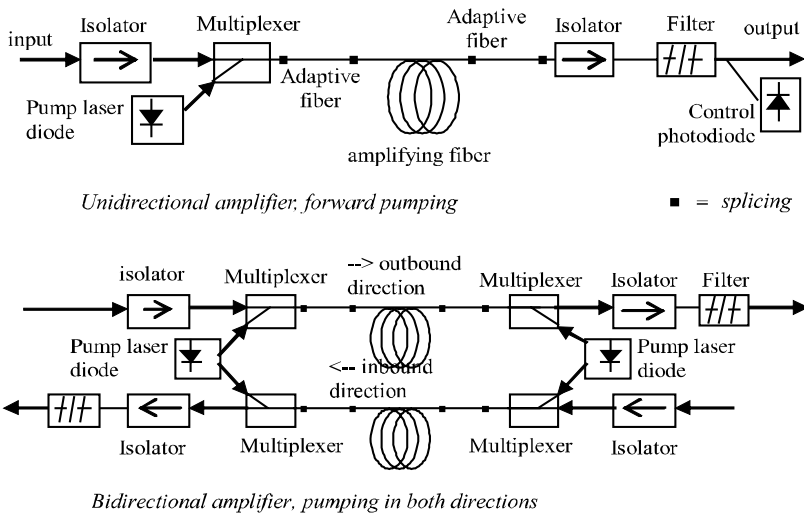 input
Isolator
Multiplexer
Adaptive
fiber
Isolator
Filter
output
Adaptive
fiber
Pump laser
diode
amplifying fiber
Control
photodiode
Unidirectional amplifier, forward pumping
■ = splicing
isolator
Multiplexer
--> outbound
direction
Multiplexer
Isolator
Filter
Pump laser
diode
<-- inbound
direction
Pump laser
diode
Isolator
Multiplexer
Multiplexer
Isolator
Bidirectional amplifier, pumping in both directions